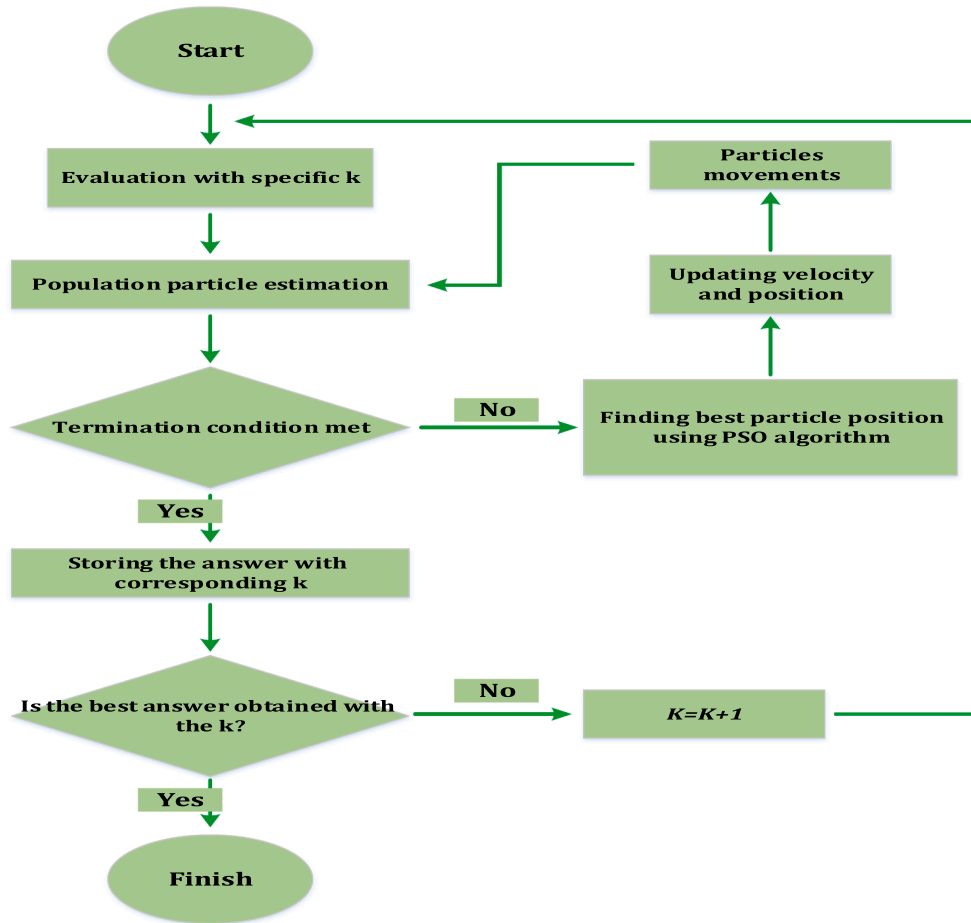 Start
Evaluation with specific k
Population particle estimation
Termination condition met
No
Finding best particle position
using PSO algorithm
Updating velocity
and position
Particles
movements
Yes
Storing the answer with
corresponding k
Is the best answer obtained with
the k?
No
K=K+1
Yes
Finish